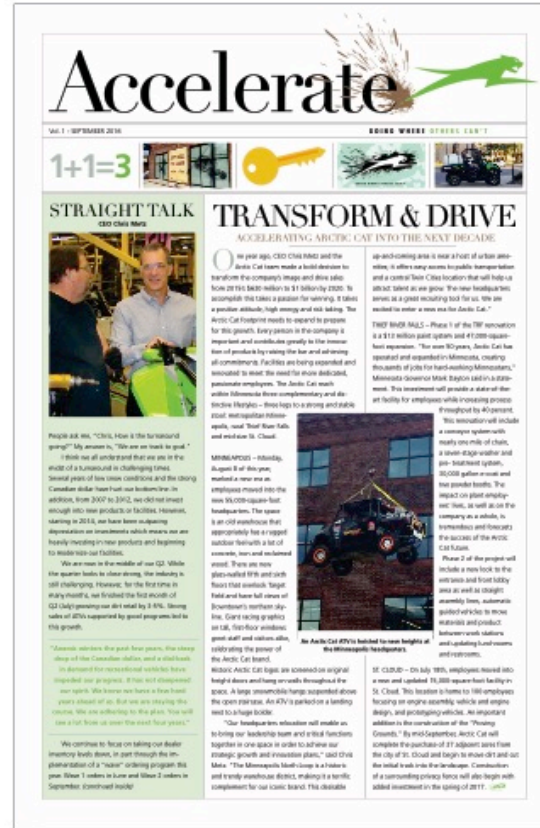 Accelerate
Vol. 1 - SEPTEMBER 2016
GOING WHERE OTHERS CAN'T
1+1=3
STRAIGHT TALK
CEO Chris Metz
People ask me, "Chris, How is the turnaround
going?" My answer is, "We are on track to goal."
I think we all understand that we are in the
midst of a turnaround in challenging times.
Several years of low snow conditions and the strong
Canadian dollar have hurt our bottom line. In
addition, from 2007 to 2012, we did not invest
enough into new products or facilities. However,
starting in 2014, we have been outpacing
depreciation on investments which means we are
heavily investing in new products and beginning
to modernize our facilities.
We are now in the middle of our Q2. While
the quarter looks to close strong, the industry is
still challenging. However, for the first time in
many months, we finished the first month of
Q2 (July) growing our dirt retail by
sales of ATVs supported by good programs led to
this growth.
"Anemic winters the past four years, the steep
drop of the Canadian dollar, and a slid-back
in demand for recreational vehicles have
impeded our progress. It has not dampened
our spirit. We know we have a few hard
years ahead of us, but we are staying the
course. We are adhering to the plan. You will
see a lot from us over the next four years."
We continue to focus on taking our dealer
inventory levels down, in part through the im-
plementation of a "wave" ordering program this
year. Wave 1 orders in June and Wave 2 orders in
September. (continued inside)
TRANSFORM & DRIVE
ACCELERATING ARCTIC CAT INTO THE NEXT DECADE
One year ago, CEO Chris Metz and the
Arctic Cat team made a bold decision to
transform the company's image and drive sales
from 2015's $630 million to $1 billion by 2020. To
accomplish this takes a passion for winning. It takes
a positive attitude, high energy and risk taking. The
Arctic Cat footprint needs to expand to prepare
for this growth. Every person in the company is
important and contributes greatly to the innova-
tion of products by raising the bar and achieving
all commitments. Facilities are being expanded and
renovated to meet the need for more dedicated,
passionate employees. The Arctic Cat reach
within Minnesota three complementary and dis-
tinctive lifestyles – three legs to a strong and stable
stool: metropolitan Minne-
apolis, rural Thief River Falls
and mid size St. Cloud.
MINNEAPOLIS – Monday,
August 8 of this year,
marked a new era as
employees moved into the
new 55,000-square-foot
headquarters. The space
is an old warehouse that
appropriately has a rugged
outdoor feel with a lot of
concrete, iron and reclaimed
wood. There are new
glass-walled fifth and sixth
floors that overlook Target
Field and have full views of
Downtown's northern sky-
line. Giant racing graphics
on tall, first-floor windows
greet staff and visitors alike,
celebrating the power of
the Arctic Cat brand.
Historic Arctic Cat logos are screened on original
freight doors and hang on walls throughout the
space. A large snowmobile hangs suspended above
the open staircase. An ATV is parked on a landing
next to a huge boulder.
"Our headquarters relocation will enable us
to bring our leadership team and critical functions
together in one space in order to achieve our
strategic growth and innovation plans," said Chris
Metz. "The Minneapolis North Loop is a historic
and trendy warehouse district, making it a terrific
complement for our iconic brand. This desirable
up-and-coming area is near a host of urban ame-
nities; it offers easy access to public transportation
and a central Twin Cities location that will help us
attract talent as we grow. The new headquarters
serves as a great recruiting tool for us. We are
excited to enter a new era for Arctic Cat."
THIEF RIVER FALLS – Phase 1 of the TRF renovation
is a $12 million paint system and 47,000-square-
foot expansion. "For over 50 years, Arctic Cat has
operated and expanded in Minnesota, creating
thousands of jobs for hard-working Minnesotans,"
Minnesota Governor Mark Dayton said in a state-
ment. This investment will provide a state-of-the-
art facility for employees while increasing process
throughput by 40 percent.
This renovation will include
a conveyor system with
nearly one mile of chain,
a seven-stage washer and
pre-treatment system,
30,000 gallon e-coat and
two powder booths. The
impact on plant employ-
ees' lives, as well as on the
company as a whole, is
tremendous and forecasts
the success of the Arctic
Cat future.
Phase 2 of the project will
include a new look to the
entrance and front lobby
area as well as straight
assembly lines, automatic
guided vehicles to move
materials and product
between work stations
and updating lunchrooms
and restrooms.
An Arctic Cat ATV is hoisted to new heights at
the Minneapolis headquarters.
ST. CLOUD – On July 18th, employees moved into
a new and updated 75,000-square-foot facility in
St. Cloud. This location is home to 100 employees
focusing on engine assembly, vehicle and engine
design, and prototyping vehicles. An important
addition is the construction of the "Proving
Grounds." By mid-September, Arctic Cat will
complete the purchase of 37 adjacent acres from
the city of St. Cloud and begin to move dirt and cut
the initial track into the landscape. Construction
of a surrounding privacy fence will also begin with
added investment in the spring of 2017.